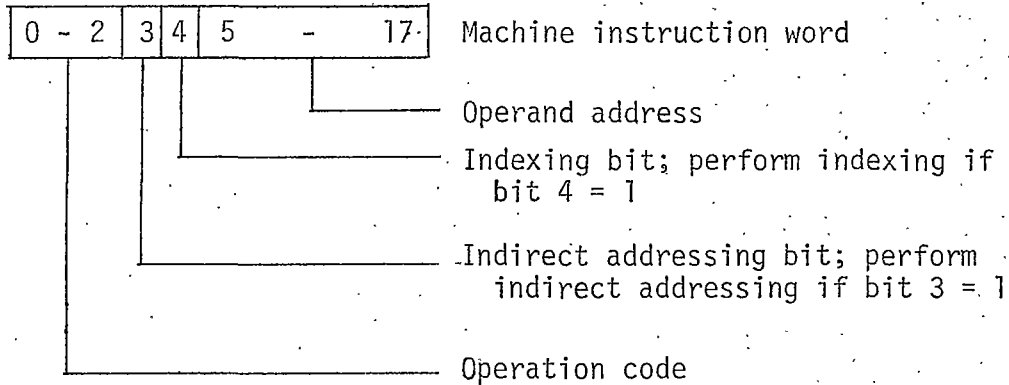 0 - 2 3 4 5 - 17 Machine instruction word
Operand address
Indexing bit; perform indexing if
bit 4 = 1
Indirect addressing bit; perform
indirect addressing if bit 3 = 1
Operation code